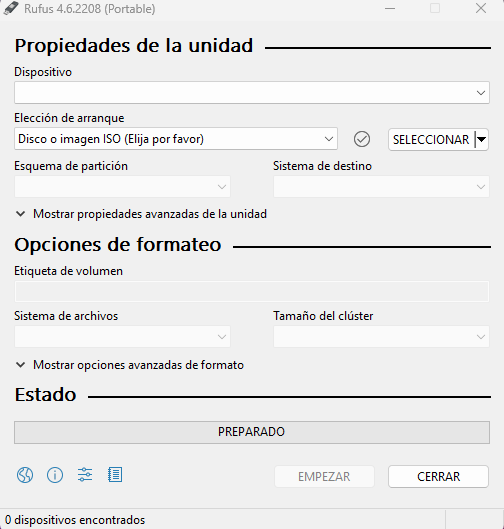 Rufus 4.6.2208 (Portable)
Propiedades de la unidad
Dispositivo
Elección de arranque
Disco o imagen ISO (Elija por favor)
SELECCIONAR
Esquema de partición
Sistema de destino
Mostrar propiedades avanzadas de la unidad
Opciones de formateo
Etiqueta de volumen
Sistema de archivos
Tamaño del clúster
Mostrar opciones avanzadas de formato
Estado
PREPARADO
EMPEZAR
CERRAR
0 dispositivos encontrados